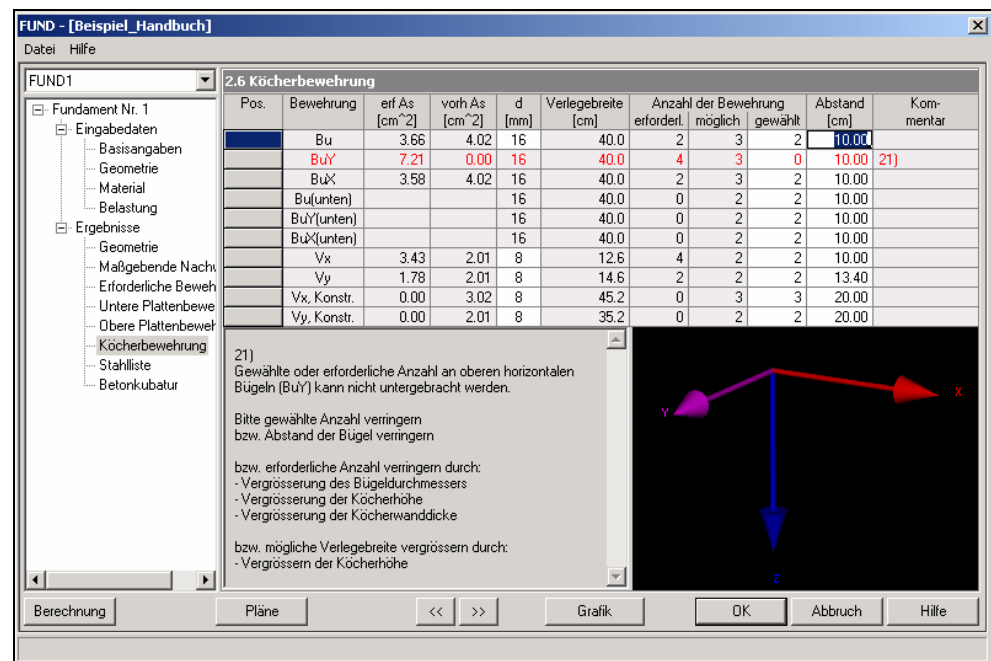 FUND - [Beispiel_Handbuch]
Datei Hilfe
FUND1
Fundament Nr. 1
Eingabedaten
Basisangaben
Geometrie
Material
Belastung
Ergebnisse
Geometrie
Maßgebende Nachw
Erforderliche Beweh
Untere Plattenbewe
Obere Plattenbeweh
Köcherbewehrung
Stahlliste
Betonkubatur
2.6 Köcherbewehrung
Pos. Bewehrung erf As [cm^2] vorh As [cm^2] d [mm] Verlegebreite [cm] Anzahl der Bewehrung erforderl. möglich gewählt Abstand [cm] Kom- mentar
Bu 3.66 4.02 16 40.0 2 3 2 10.00
BuY 7.21 0.00 16 40.0 4 3 0 10.00 21)
BuX 3.58 4.02 16 40.0 2 3 2 10.00
Bu(unten) 16 40.0 0 2 2 10.00
BuY(unten) 16 40.0 0 2 2 10.00
BuX(unten) 16 40.0 0 2 2 10.00
Vx 3.43 2.01 8 12.6 4 2 2 10.00
Vy 1.78 2.01 8 14.6 2 2 2 13.40
Vx, Konstr. 0.00 3.02 8 45.2 0 3 3 20.00
Vy, Konstr. 0.00 2.01 8 35.2 0 2 2 20.00
21)
Gewählte oder erforderliche Anzahl an oberen horizontalen
Bügeln (BuY) kann nicht untergebracht werden.
Bitte gewählte Anzahl verringern
bzw. Abstand der Bügel verringern
bzw. erforderliche Anzahl verringern durch:
- Vergrösserung des Bügeldurchmessers
- Vergrösserung der Köcherhöhe
- Vergrösserung der Köcherwanddicke
bzw. mögliche Verlegebreite vergrössern durch:
- Vergrössern der Köcherhöhe
X
Y
Z
Berechnung Pläne << >> Grafik OK Abbruch Hilfe